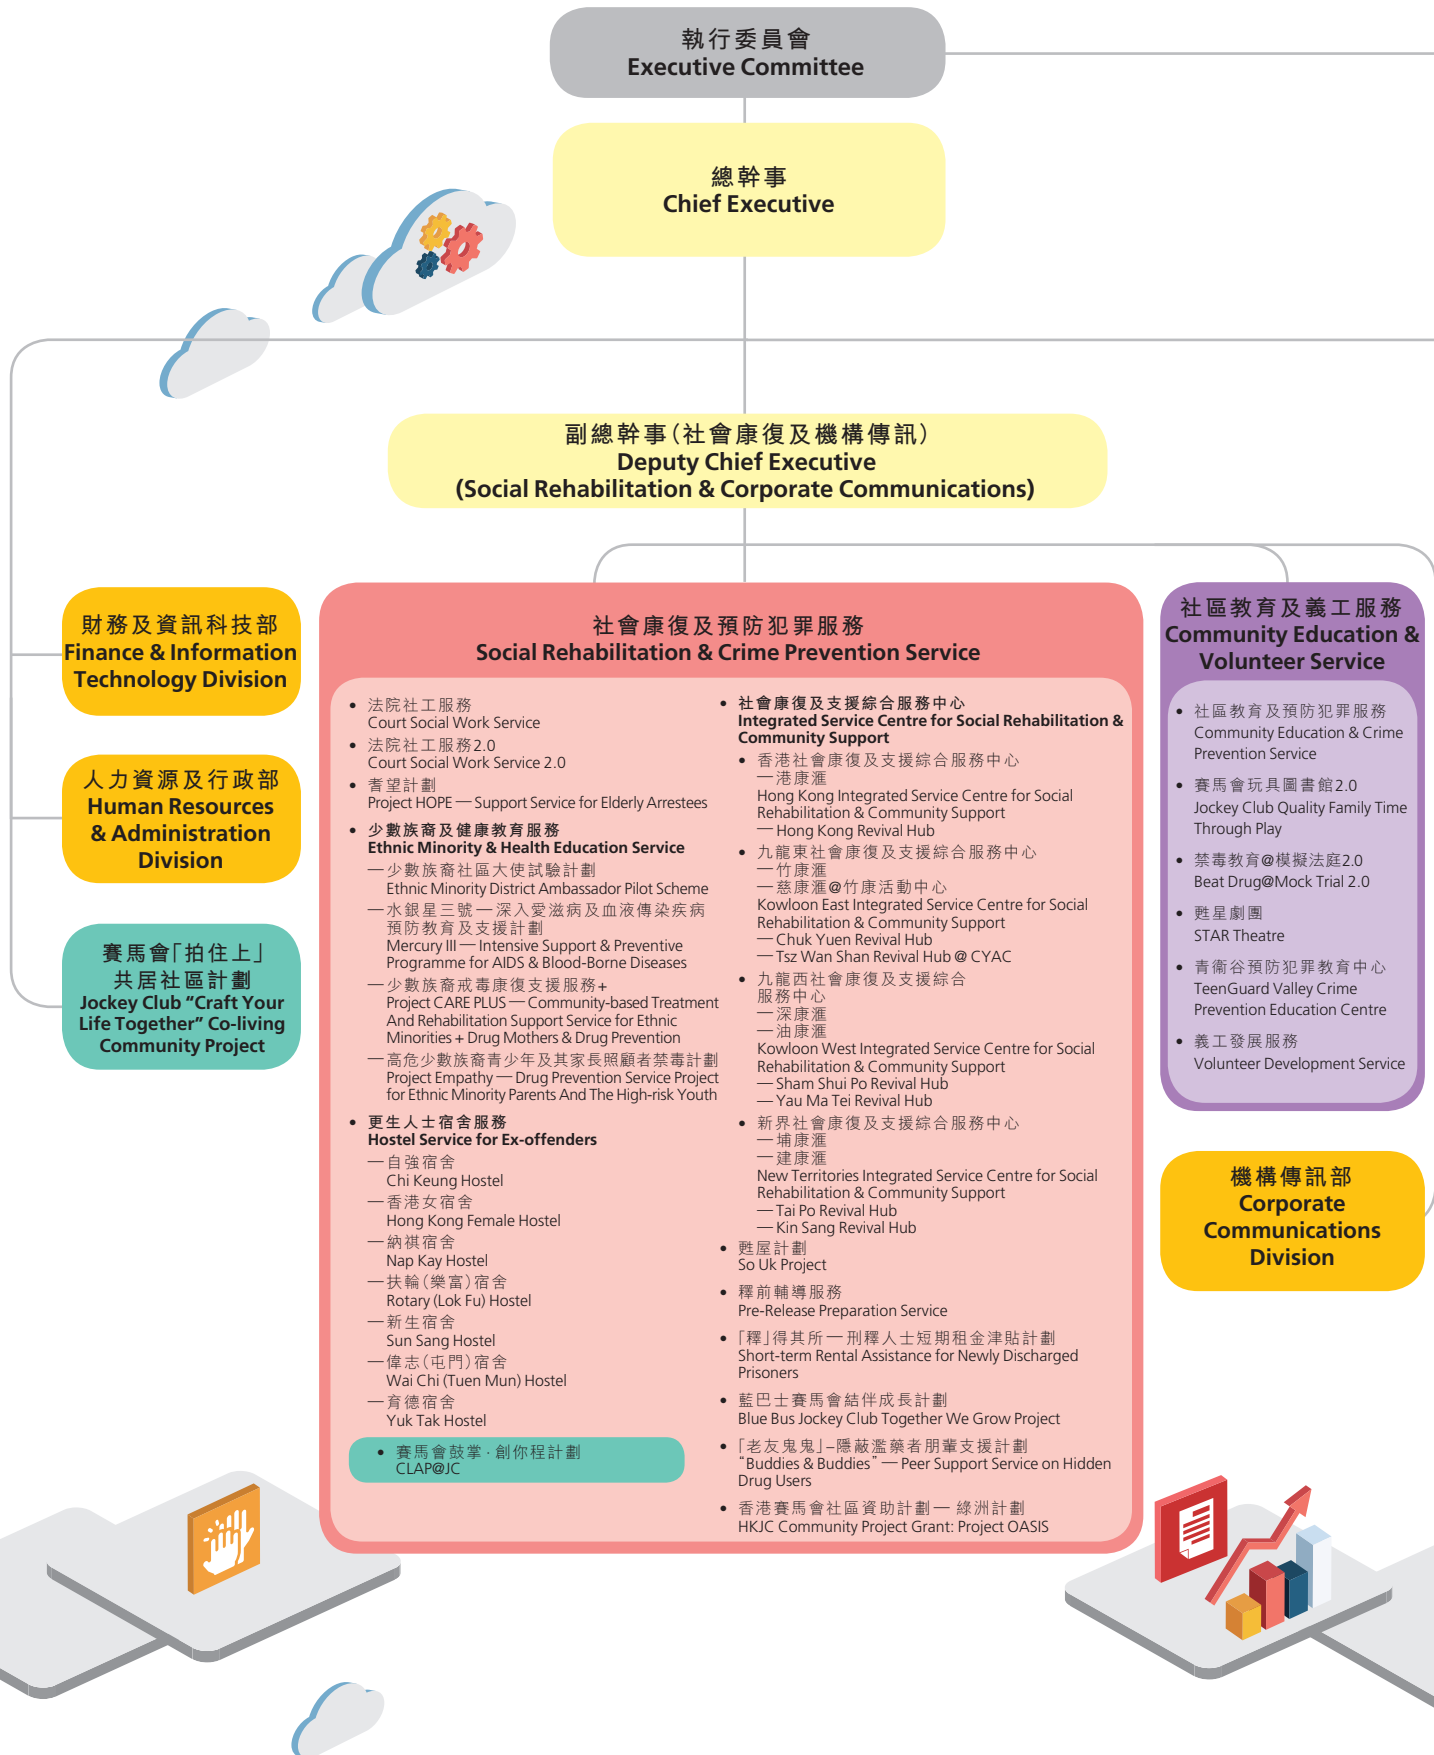 執行委員會
Executive Committee
總幹事
Chief Executive
副總幹事（社會康復及機構傳訊）
Deputy Chief Executive
(Social Rehabilitation & Corporate Communications)
財務及資訊科技部
Finance & Information
Technology Division
人力資源及行政部
Human Resources
& Administration
Division
賽馬會「拍住上」
共居社區計劃
Jockey Club “Craft Your
Life Together” Co-living
Community Project
社會康復及預防犯罪服務
Social Rehabilitation & Crime Prevention Service
• 法院社工服務
Court Social Work Service
• 法院社工服務2.0
Court Social Work Service 2.0
• 耆望計劃
Project HOPE — Support Service for Elderly Arrestees
• 少數族裔及健康教育服務
Ethnic Minority & Health Education Service
— 少數族裔社區大使試驗計劃
Ethnic Minority District Ambassador Pilot Scheme
— 水銀星三號 — 深入愛滋病及血液傳染疾病
預防教育及支援計劃
Mercury III — Intensive Support & Preventive
Programme for AIDS & Blood-Borne Diseases
— 少數族裔戒毒康復支援服務+
Project CARE PLUS — Community-based Treatment
And Rehabilitation Support Service for Ethnic
Minorities + Drug Mothers & Drug Prevention
— 高危少數族裔青少年及其家長照顧者禁毒計劃
Project Empathy — Drug Prevention Service Project
for Ethnic Minority Parents And The High-risk Youth
• 更生人士宿舍服務
Hostel Service for Ex-offenders
— 自強宿舍
Chi Keung Hostel
— 香港女宿舍
Hong Kong Female Hostel
— 納祺宿舍
Nap Kay Hostel
— 扶輪（樂富）宿舍
Rotary (Lok Fu) Hostel
— 新生宿舍
Sun Sang Hostel
— 偉志（屯門）宿舍
Wai Chi (Tuen Mun) Hostel
— 育德宿舍
Yuk Tak Hostel
• 賽馬會鼓掌·創你程計劃
CLAP@JC
• 社會康復及支援綜合服務中心
Integrated Service Centre for Social Rehabilitation &
Community Support
• 香港社會康復及支援綜合服務中心
— 港康滙
Hong Kong Integrated Service Centre for Social
Rehabilitation & Community Support
— Hong Kong Revival Hub
• 九龍東社會康復及支援綜合服務中心
— 竹康滙
— 慈康滙@竹康活動中心
Kowloon East Integrated Service Centre for Social
Rehabilitation & Community Support
— Chuk Yuen Revival Hub
— Tsz Wan Shan Revival Hub @ CYAC
• 九龍西社會康復及支援綜合
服務中心
— 深康滙
— 油康滙
Kowloon West Integrated Service Centre for Social
Rehabilitation & Community Support
— Sham Shui Po Revival Hub
— Yau Ma Tei Revival Hub
• 新界社會康復及支援綜合服務中心
— 埔康滙
— 建康滙
New Territories Integrated Service Centre for Social
Rehabilitation & Community Support
— Tai Po Revival Hub
— Kin Sang Revival Hub
• 甦屋計劃
So Uk Project
• 釋前輔導服務
Pre-Release Preparation Service
• 「釋」得其所 — 刑釋人士短期租金津貼計劃
Short-term Rental Assistance for Newly Discharged
Prisoners
• 藍巴士賽馬會結伴成長計劃
Blue Bus Jockey Club Together We Grow Project
• 「老友鬼鬼」–隱蔽濫藥者朋輩支援計劃
“Buddies & Buddies” — Peer Support Service on Hidden
Drug Users
• 香港賽馬會社區資助計劃 — 綠洲計劃
HKJC Community Project Grant: Project OASIS
社區教育及義工服務
Community Education &
Volunteer Service
• 社區教育及預防犯罪服務
Community Education & Crime
Prevention Service
• 賽馬會玩具圖書館2.0
Jockey Club Quality Family Time
Through Play
• 禁毒教育@模擬法庭2.0
Beat Drug@Mock Trial 2.0
• 甦星劇團
STAR Theatre
• 青衞谷預防犯罪教育中心
TeenGuard Valley Crime
Prevention Education Centre
• 義工發展服務
Volunteer Development Service
機構傳訊部
Corporate
Communications
Division